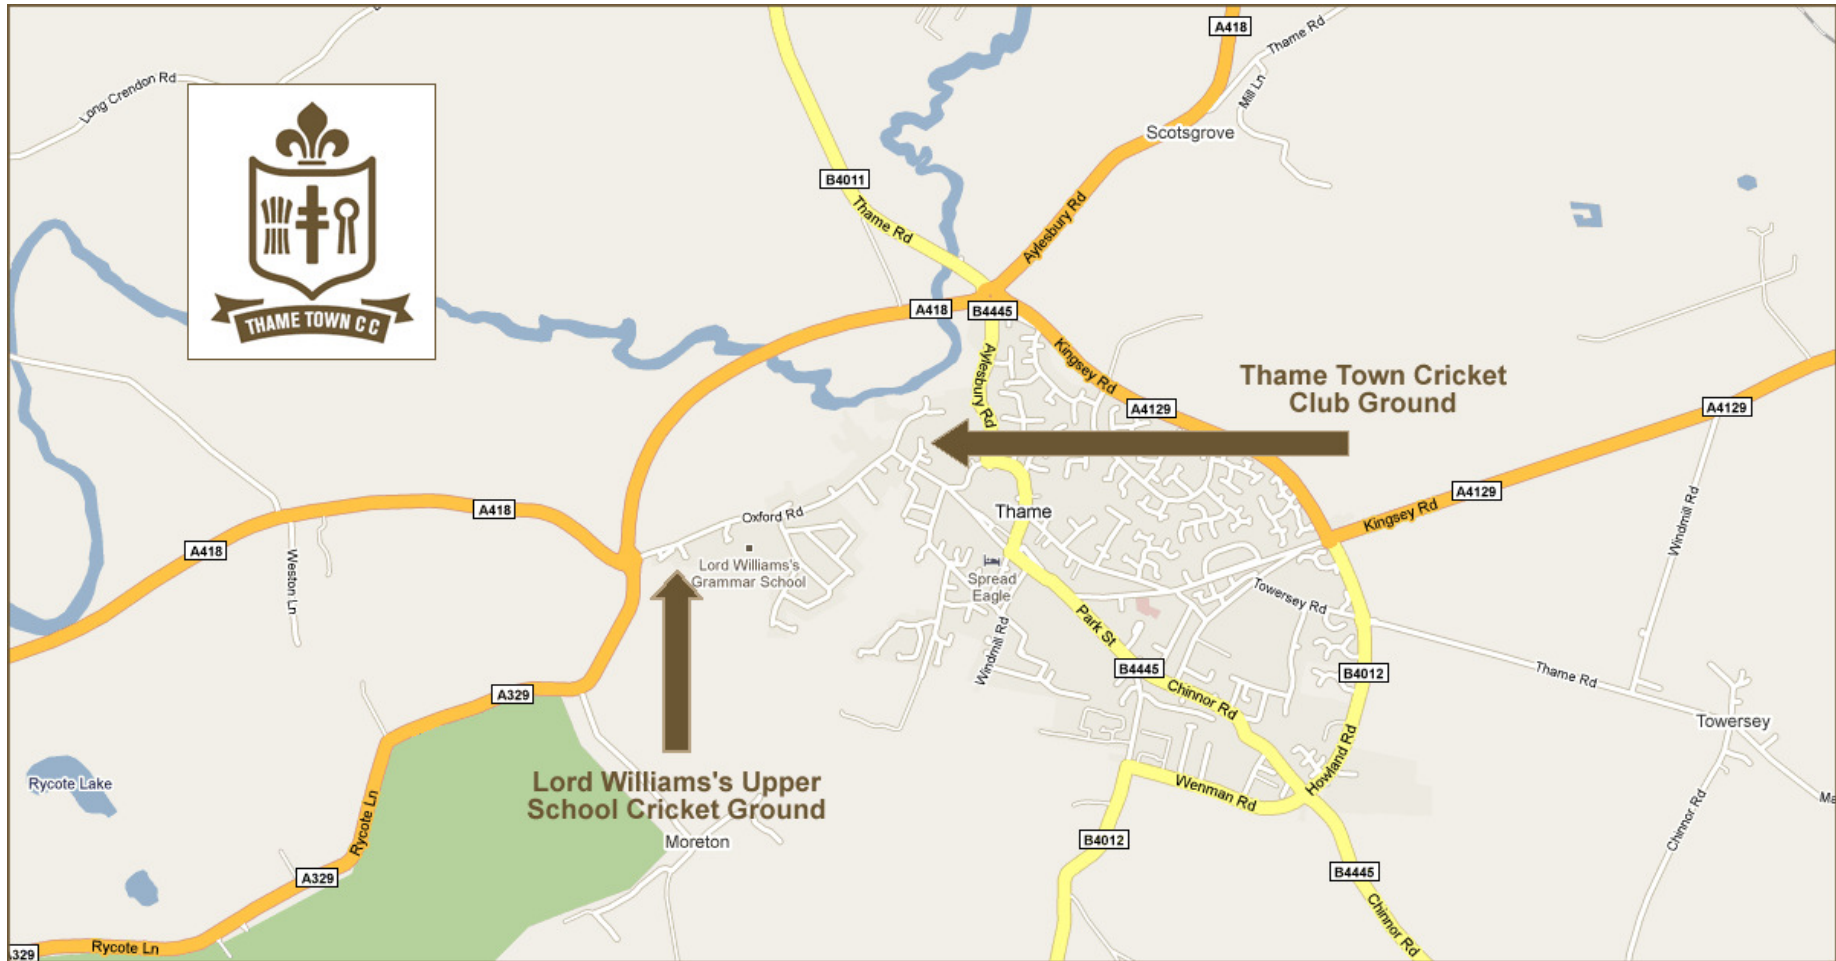 A418
Thame Rd
Long Crendon Rd
Mill Ln
Scotsgrove
B4011
Thame Rd
Aylesbury Rd
THAME TOWN C C
A418
B4445
Aylesbury Rd
Kingsey Rd
Thame Town Cricket
Club Ground
A4129
A4129
A4129
Kingsey Rd
Windmill Rd
A418
A418
Oxford Rd
Thame
Weston Ln
Lord Williams's
Grammar School
Spread
Eagle
Towersey Rd
Park St
Windmill Rd
B4445
B4012
Thame Rd
A329
Chinnor Rd
Towersey
Howland Rd
Rycote Lake
Lord Williams's Upper
School Cricket Ground
Wenman Rd
Rycote Ln
Moreton
B4012
Chinnor Rd
Ma
A329
B4445
Chinnor Rd
329
Rycote Ln